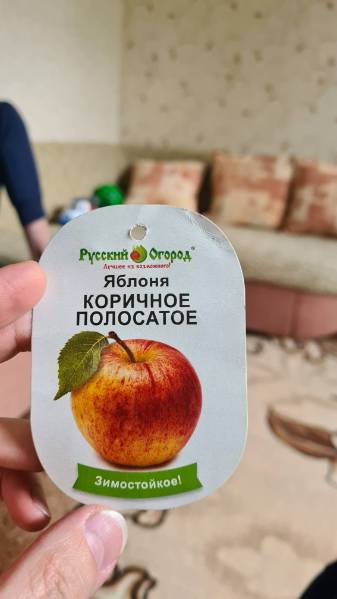 Русский Огород®
Лучшее из возможного!
Яблоня
КОРИЧНОЕ
ПОЛОСАТОЕ
Зимостойкое!